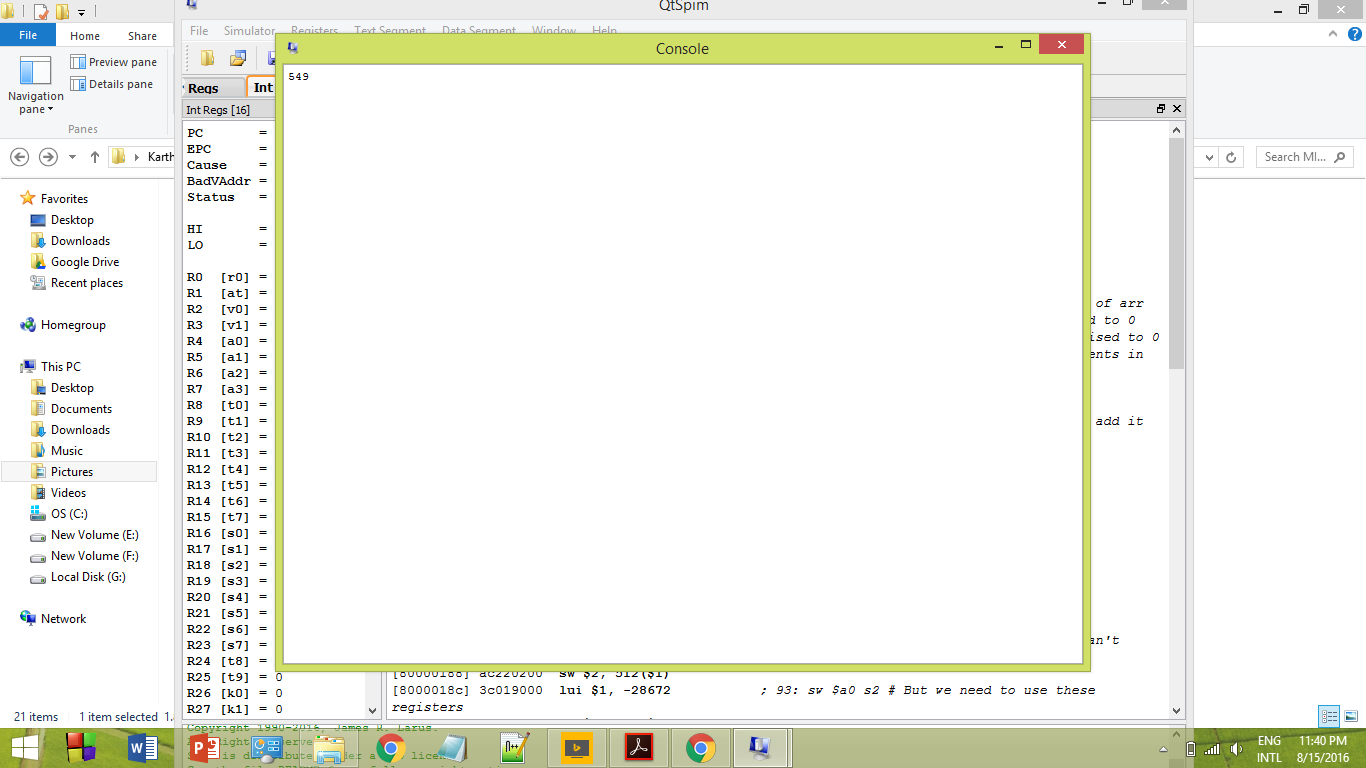 QtSpim
File Home Share
Preview pane
Details pane
Navigation
pane
Panes
Karth
Favorites
Desktop
Downloads
Google Drive
Recent places
Homegroup
This PC
Desktop
Documents
Downloads
Music
Pictures
Videos
OS (C:)
New Volume (E:)
New Volume (F:)
Local Disk (G:)
Network
21 items 1 item selected 1.
File Simulator Registers Text Segment Data Segment Window Help
Regs Int
Int Regs [16]
PC =
EPC =
Cause =
BadVAddr =
Status =
HI =
LO =
R0 [r0] =
R1 [at] =
R2 [v0] =
R3 [v1] =
R4 [a0] =
R5 [a1] =
R6 [a2] =
R7 [a3] =
R8 [t0] =
R9 [t1] =
R10 [t2] =
R11 [t3] =
R12 [t4] =
R13 [t5] =
R14 [t6] =
R15 [t7] =
R16 [s0] =
R17 [s1] =
R18 [s2] =
R19 [s3] =
R20 [s4] =
R21 [s5] =
R22 [s6] =
R23 [s7] =
R24 [t8] =
R25 [t9] = 0
R26 [k0] = 0
R27 [k1] = 0
Console
549
of arr
d to 0
ised to 0
ents in
add it
an't
[80000188] ac220200 sw $2, 512($1)
[8000018c] 3c019000 lui $1, -28672 ; 93: sw $a0 s2 # But we need to use these
registers
Copyright 1990-2016, James R. Larus.
Search MI...
ENG 11:40 PM
INTL 8/15/2016